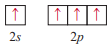 ↑ ↑ ↑ ↑
2s 2p